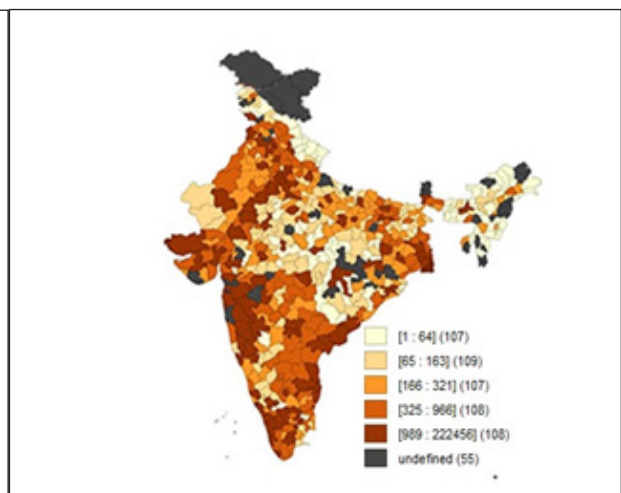 [1 : 64] (107)
[65 : 163] (109)
[166 : 321] (107)
[325 : 966] (108)
[989 : 222456] (108)
undefined (55)